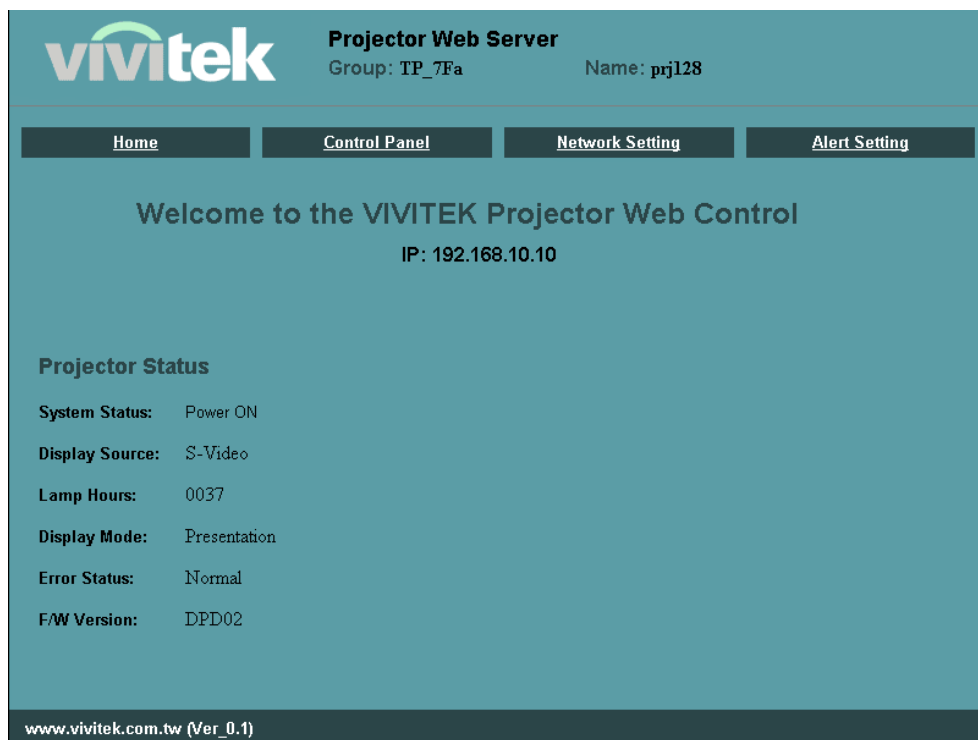 vivitek
Projector Web Server
Group: TP_7Fa Name: prj128
Home Control Panel Network Setting Alert Setting
Welcome to the VIVITEK Projector Web Control
IP: 192.168.10.10
Projector Status
System Status: Power ON
Display Source: S-Video
Lamp Hours: 0037
Display Mode: Presentation
Error Status: Normal
F/W Version: DPD02
www.vivitek.com.tw (Ver_0.1)